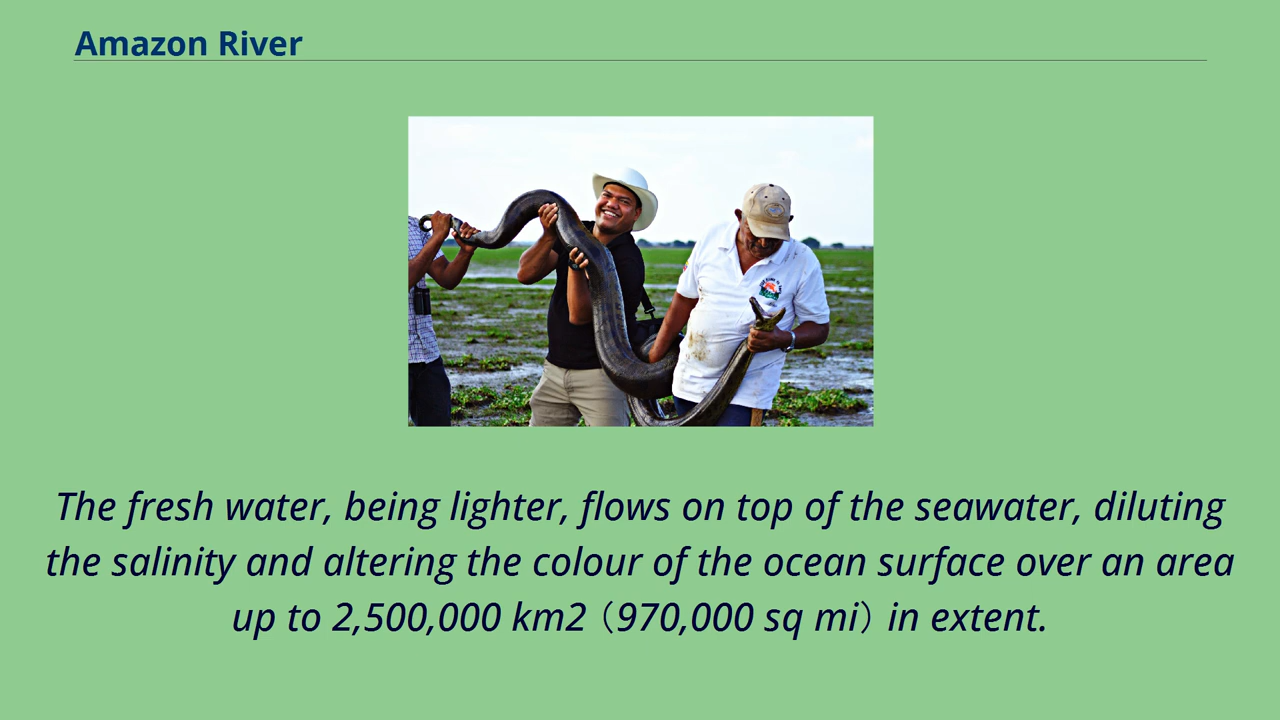 Amazon River
The fresh water, being lighter, flows on top of the seawater, diluting
the salinity and altering the colour of the ocean surface over an area
up to 2,500,000 km2（970,000 sq mi）in extent.